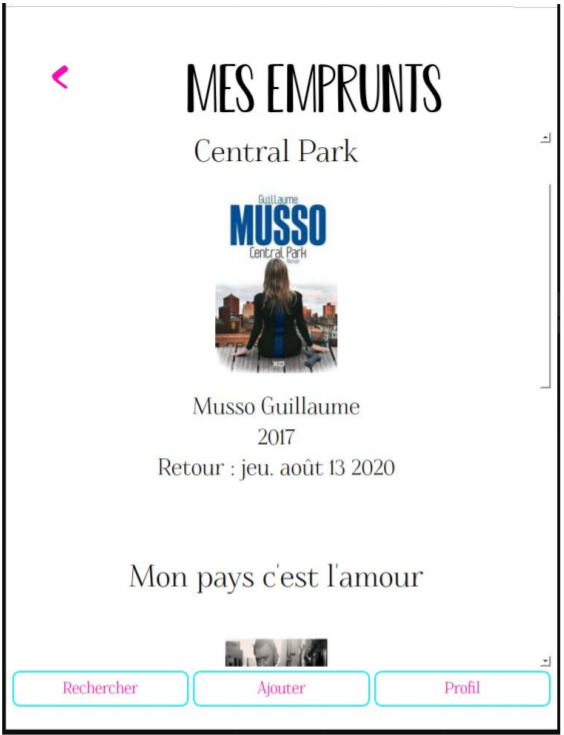 MES EMPRUNTS
Central Park
Guillaume
MUSSO
Central Park
Roman
XO
Musso Guillaume
2017
Retour : jeu. août 13 2020
Mon pays c'est l'amour
Rechercher
Ajouter
Profil